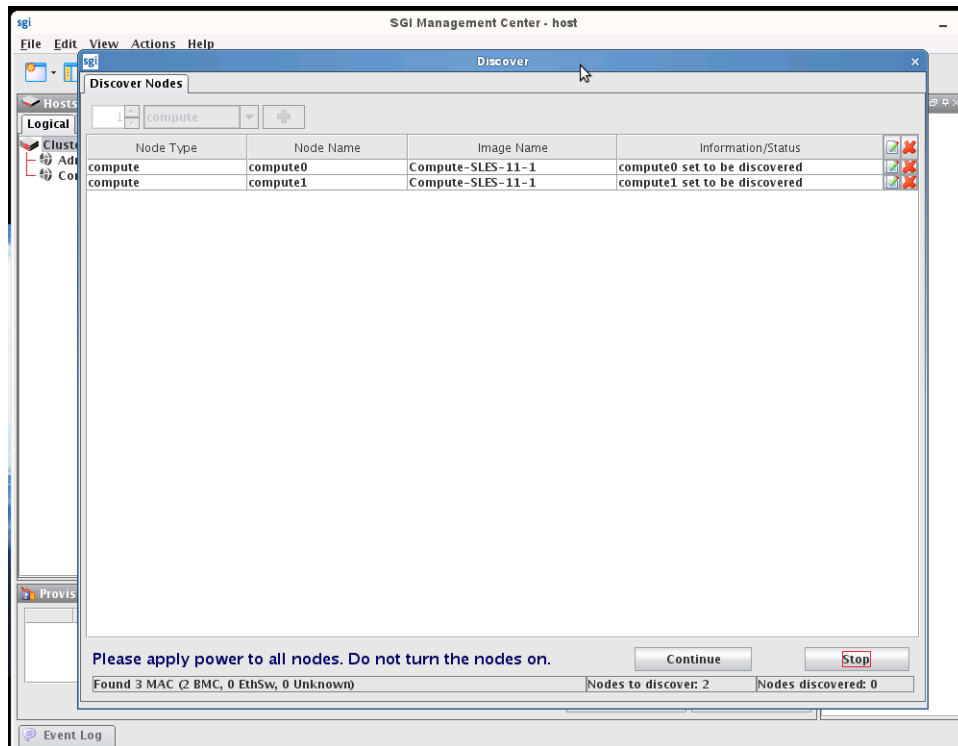 sgi SGI Management Center - host
File Edit View Actions Help
sgi Discover
Discover Nodes
Hosts
1 compute
Logical
Node Type Node Name Image Name Information/Status
Cluste
Adr
compute compute0 Compute-SLES-11-1 compute0 set to be discovered
Co
compute compute1 Compute-SLES-11-1 compute1 set to be discovered
Provis
Please apply power to all nodes. Do not turn the nodes on. Continue Stop
Found 3 MAC (2 BMC, 0 EthSw, 0 Unknown) Nodes to discover: 2 Nodes discovered: 0
Event Log